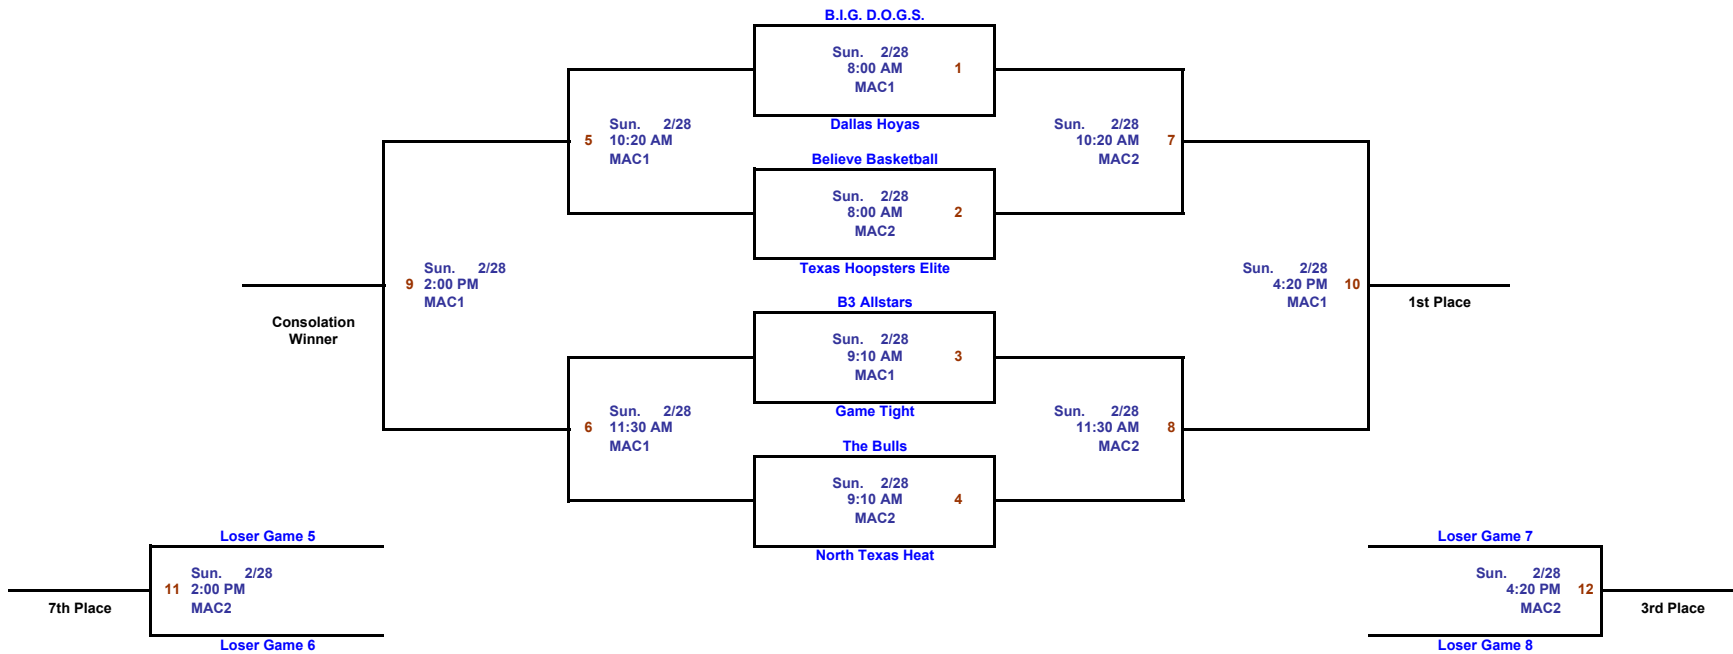 B.I.G. D.O.G.S.
Sun. 2/28
8:00 AM 1
MAC1
Dallas Hoyas
Sun. 2/28
5 10:20 AM
MAC1
Sun. 2/28
10:20 AM 7
MAC2
Believe Basketball
Sun. 2/28
8:00 AM 2
MAC2
Texas Hoopsters Elite
Sun. 2/28
9 2:00 PM
MAC1
Consolation
Winner
Sun. 2/28
4:20 PM 10
MAC1
1st Place
B3 Allstars
Sun. 2/28
9:10 AM 3
MAC1
Game Tight
Sun. 2/28
6 11:30 AM
MAC1
Sun. 2/28
11:30 AM 8
MAC2
The Bulls
Sun. 2/28
9:10 AM 4
MAC2
North Texas Heat
Loser Game 5
Sun. 2/28
11 2:00 PM
MAC2
7th Place
Loser Game 6
Loser Game 7
Sun. 2/28
4:20 PM 12
MAC2
3rd Place
Loser Game 8